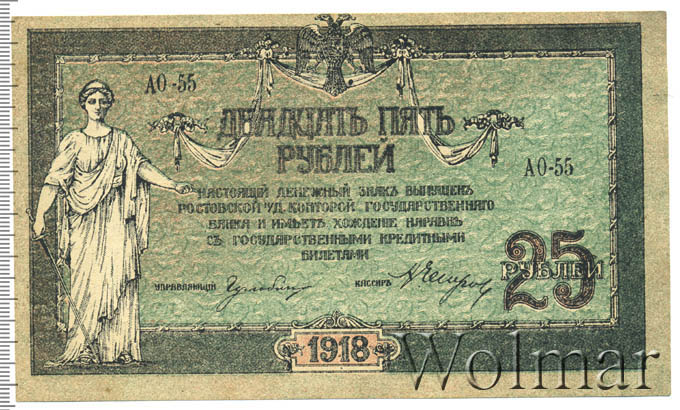 АО-55
ДВАДЦАТЬ ПЯТЬ
РУБЛЕЙ
АО-55
НАСТОЯЩІЙ ДЕНЕЖНЫЙ ЗНАКЪ ВЫПУЩЕНЪ
РОСТОВСКОЙ н/Д. КОНТОРОЙ ГОСУДАРСТВЕННАГО
БАНКА И ИМѢЕТЪ ХОЖДЕНІЕ НАРАВНѢ
СЪ ГОСУДАРСТВЕННЫМИ КРЕДИТНЫМИ
БИЛЕТАМИ
УПРАВЛЯЮЩІЙ
КАССИРЪ
25
РУБЛЕЙ
1918
Wolmar